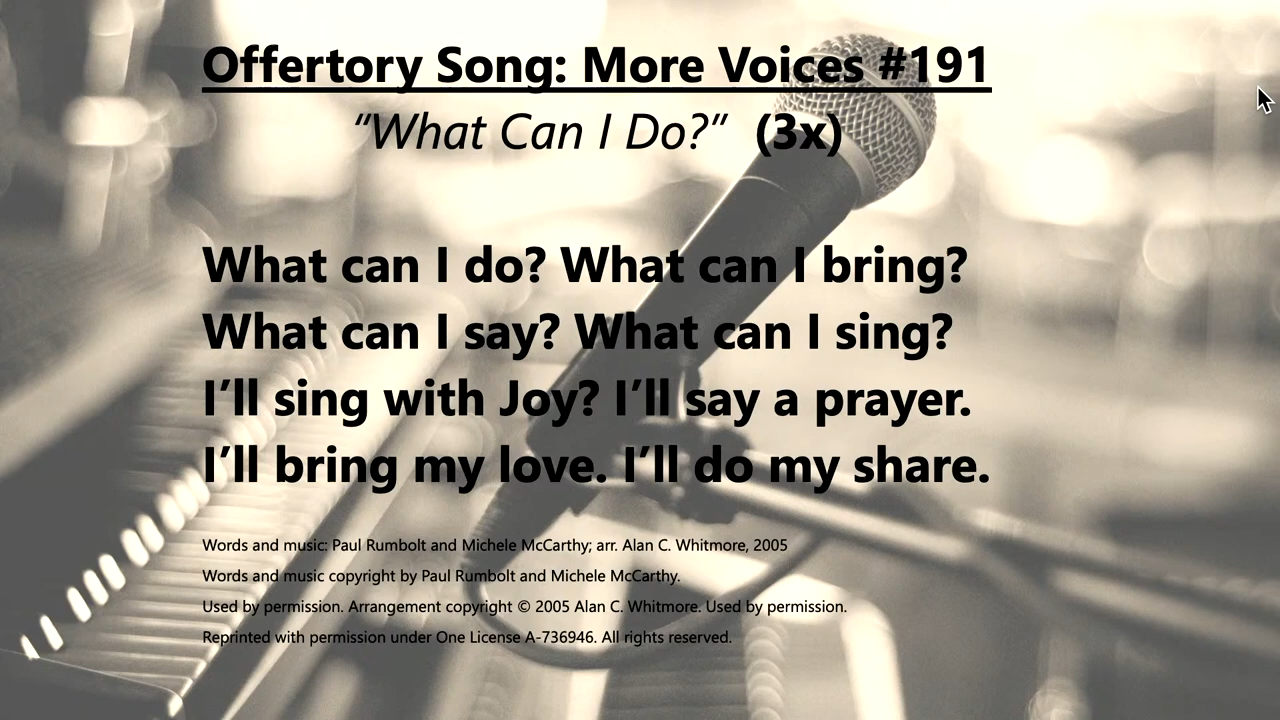 Offertory Song: More Voices #191
“What Can I Do?” (3x)
What can I do? What can I bring?
What can I say? What can I sing?
I’ll sing with Joy? I’ll say a prayer.
I’ll bring my love. I’ll do my share.
Words and music: Paul Rumbolt and Michele McCarthy; arr. Alan C. Whitmore, 2005
Words and music copyright by Paul Rumbolt and Michele McCarthy.
Used by permission. Arrangement copyright © 2005 Alan C. Whitmore. Used by permission.
Reprinted with permission under One License A-736946. All rights reserved.